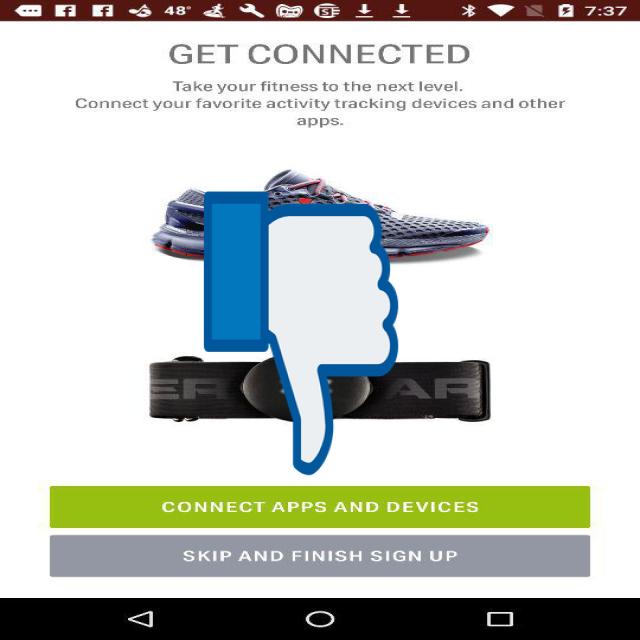 48° 7:37
GET CONNECTED
Take your fitness to the next level.
Connect your favorite activity tracking devices and other
apps.
ER AR
CONNECT APPS AND DEVICES
SKIP AND FINISH SIGN UP